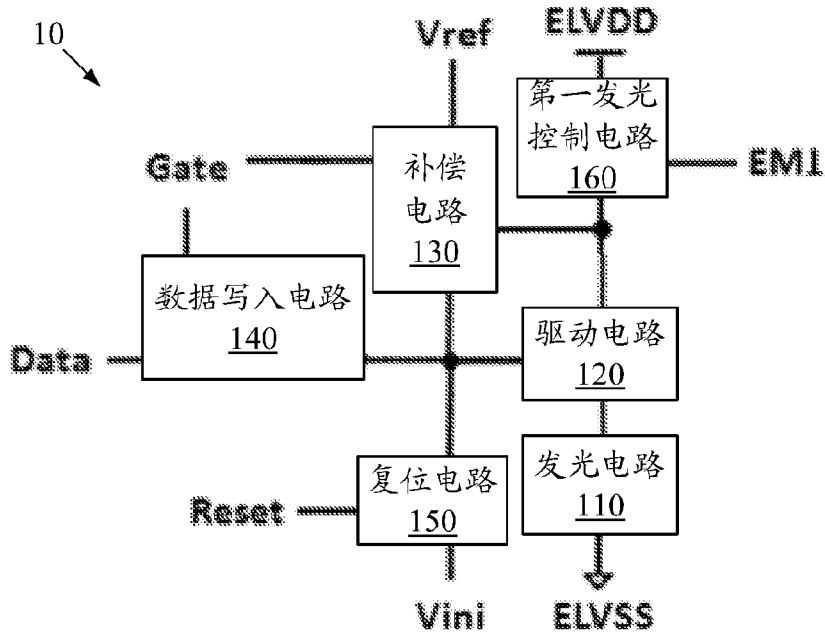 10
Vref
ELVDD
第一发光
控制电路
160
EM1
Gate
补偿
电路
130
数据写入电路
140
Data
驱动电路
120
复位电路
150
Reset
发光电路
110
Vini
ELVSS